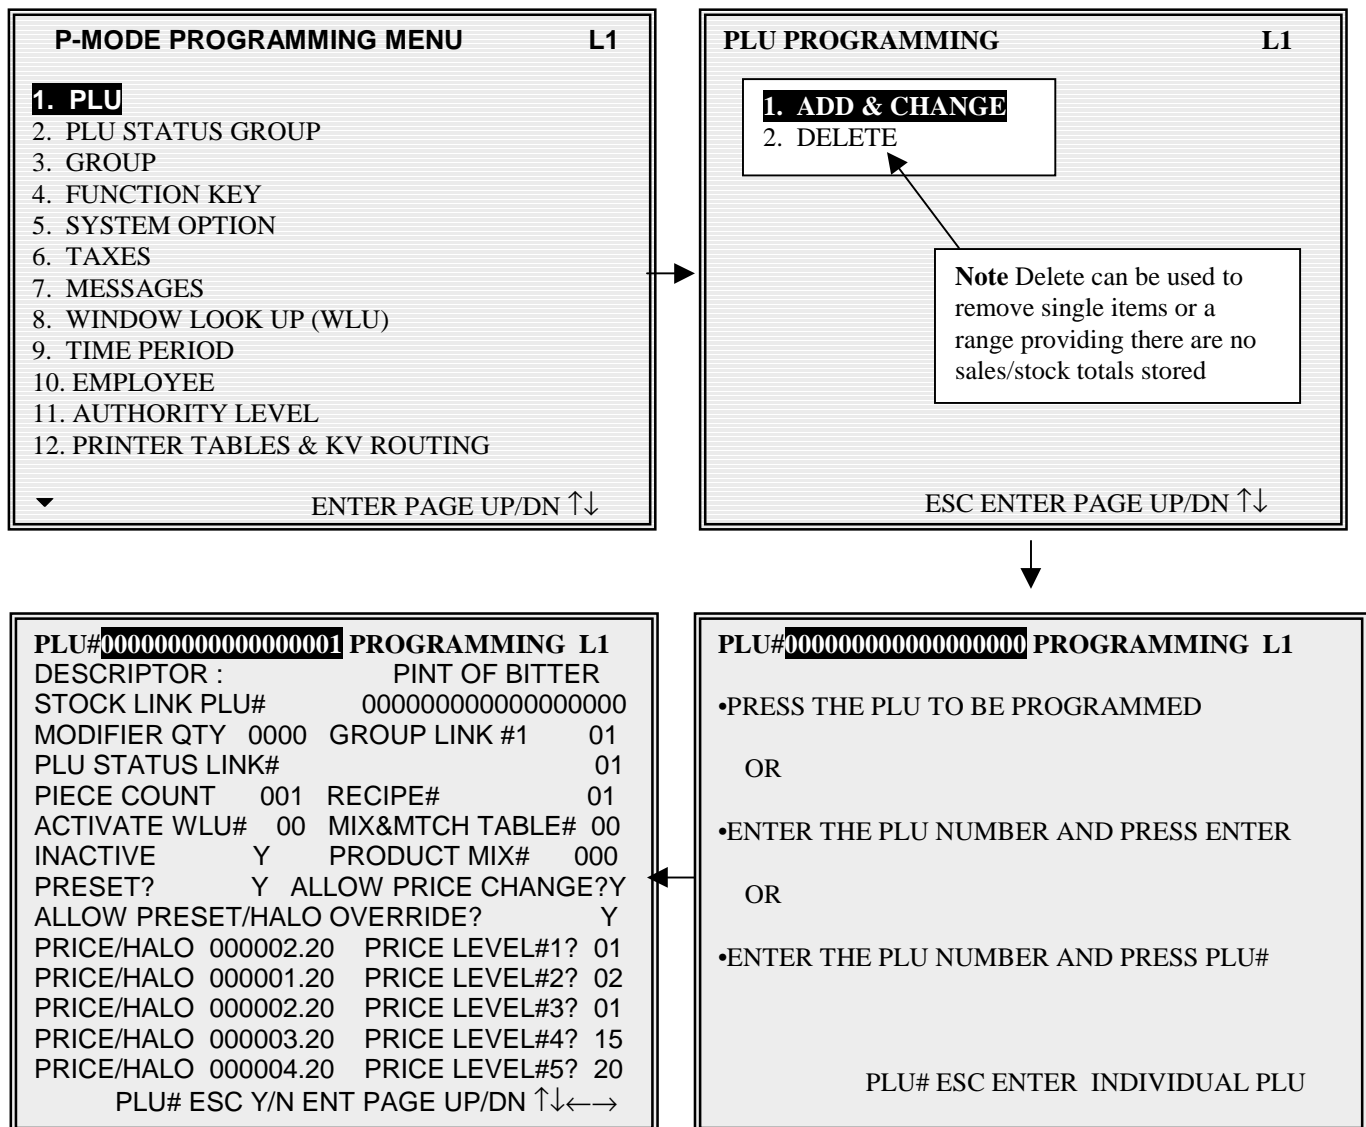 P-MODE PROGRAMMING MENU L1
1. PLU
2. PLU STATUS GROUP
3. GROUP
4. FUNCTION KEY
5. SYSTEM OPTION
6. TAXES
7. MESSAGES
8. WINDOW LOOK UP (WLU)
9. TIME PERIOD
10. EMPLOYEE
11. AUTHORITY LEVEL
12. PRINTER TABLES & KV ROUTING
ENTER PAGE UP/DN ↑↓
PLU PROGRAMMING L1
1. ADD & CHANGE
2. DELETE
Note Delete can be used to
remove single items or a
range providing there are no
sales/stock totals stored
ESC ENTER PAGE UP/DN ↑↓
PLU#000000000000000000 PROGRAMMING L1
•PRESS THE PLU TO BE PROGRAMMED
OR
•ENTER THE PLU NUMBER AND PRESS ENTER
OR
•ENTER THE PLU NUMBER AND PRESS PLU#
PLU# ESC ENTER INDIVIDUAL PLU
PLU#000000000000000001 PROGRAMMING L1
DESCRIPTOR : PINT OF BITTER
STOCK LINK PLU# 000000000000000000
MODIFIER QTY 0000 GROUP LINK #1 01
PLU STATUS LINK# 01
PIECE COUNT 001 RECIPE# 01
ACTIVATE WLU# 00 MIX&MTCH TABLE# 00
INACTIVE Y PRODUCT MIX# 000
PRESET? Y ALLOW PRICE CHANGE?Y
ALLOW PRESET/HALO OVERRIDE? Y
PRICE/HALO 000002.20 PRICE LEVEL#1? 01
PRICE/HALO 000001.20 PRICE LEVEL#2? 02
PRICE/HALO 000002.20 PRICE LEVEL#3? 01
PRICE/HALO 000003.20 PRICE LEVEL#4? 15
PRICE/HALO 000004.20 PRICE LEVEL#5? 20
PLU# ESC Y/N ENT PAGE UP/DN ↑↓←→